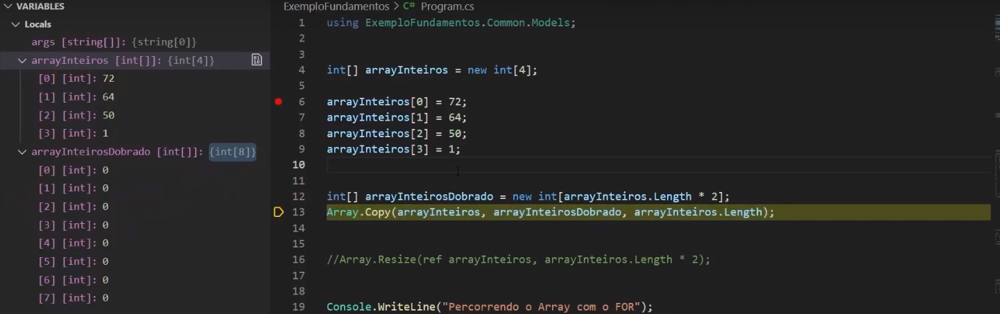 VARIABLES
Locals
args [string[]]: {string[0]}
arrayInteiros [int[]]: {int[4]}
[0] [int]: 72
[1] [int]: 64
[2] [int]: 50
[3] [int]: 1
arrayInteirosDobrado [int[]]: {int[8]}
[0] [int]: 0
[1] [int]: 0
[2] [int]: 0
[3] [int]: 0
[4] [int]: 0
[5] [int]: 0
[6] [int]: 0
[7] [int]: 0
ExemploFundamentos > C# Program.cs
1 using ExemploFundamentos.Common.Models;
2
3
4 int[] arrayInteiros = new int[4];
5
6 arrayInteiros[0] = 72;
7 arrayInteiros[1] = 64;
8 arrayInteiros[2] = 50;
9 arrayInteiros[3] = 1;
10
11
12 int[] arrayInteirosDobrado = new int[arrayInteiros.Length * 2];
13 Array.Copy(arrayInteiros, arrayInteirosDobrado, arrayInteiros.Length);
14
15
16 //Array.Resize(ref arrayInteiros, arrayInteiros.Length * 2);
17
18
19 Console.WriteLine("Percorrendo o Array com o FOR");